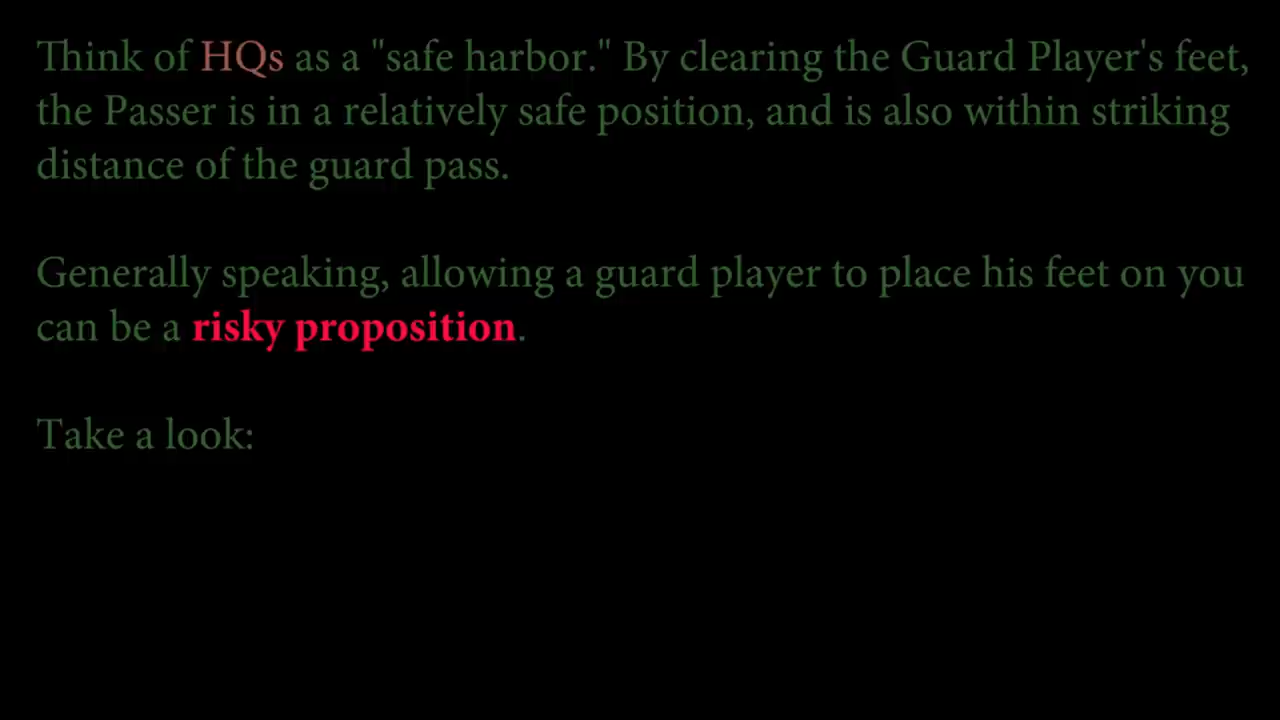 Think of HQs as a "safe harbor." By clearing the Guard Player's feet,
the Passer is in a relatively safe position, and is also within striking
distance of the guard pass.
Generally speaking, allowing a guard player to place his feet on you
can be a risky proposition.
Take a look: